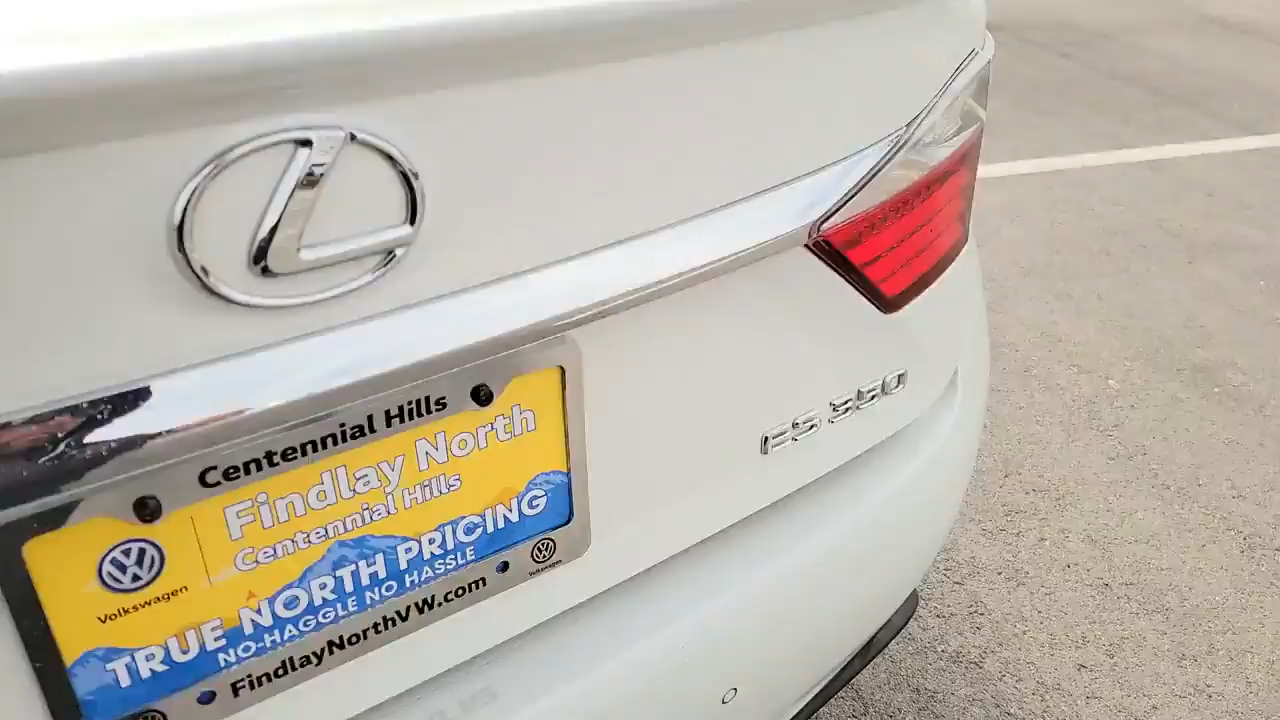 Centennial Hills
Findlay North
Centennial Hills
Volkswagen
TRUE NORTH PRICING
NO-HAGGLE NO HASSLE
Volkswagen
FindlayNorthVW.com
ES 350